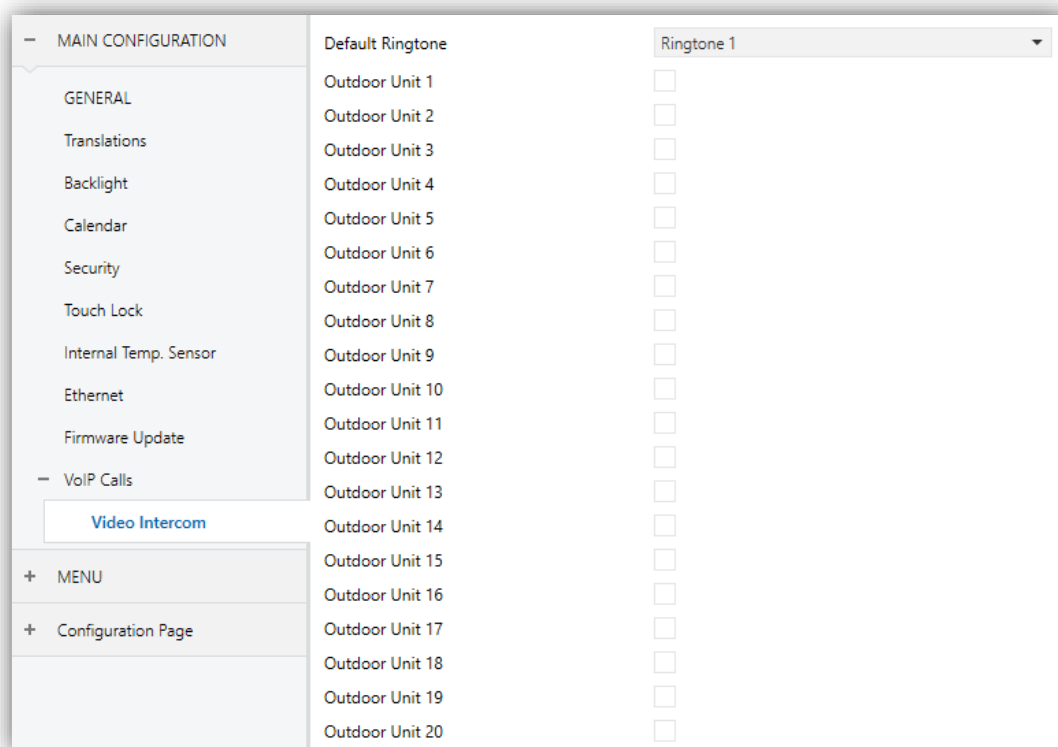 MAIN CONFIGURATION
GENERAL
Translations
Backlight
Calendar
Security
Touch Lock
Internal Temp. Sensor
Ethernet
Firmware Update
VoIP Calls
Video Intercom
MENU
Configuration Page
Default Ringtone
Ringtone 1
Outdoor Unit 1
Outdoor Unit 2
Outdoor Unit 3
Outdoor Unit 4
Outdoor Unit 5
Outdoor Unit 6
Outdoor Unit 7
Outdoor Unit 8
Outdoor Unit 9
Outdoor Unit 10
Outdoor Unit 11
Outdoor Unit 12
Outdoor Unit 13
Outdoor Unit 14
Outdoor Unit 15
Outdoor Unit 16
Outdoor Unit 17
Outdoor Unit 18
Outdoor Unit 19
Outdoor Unit 20